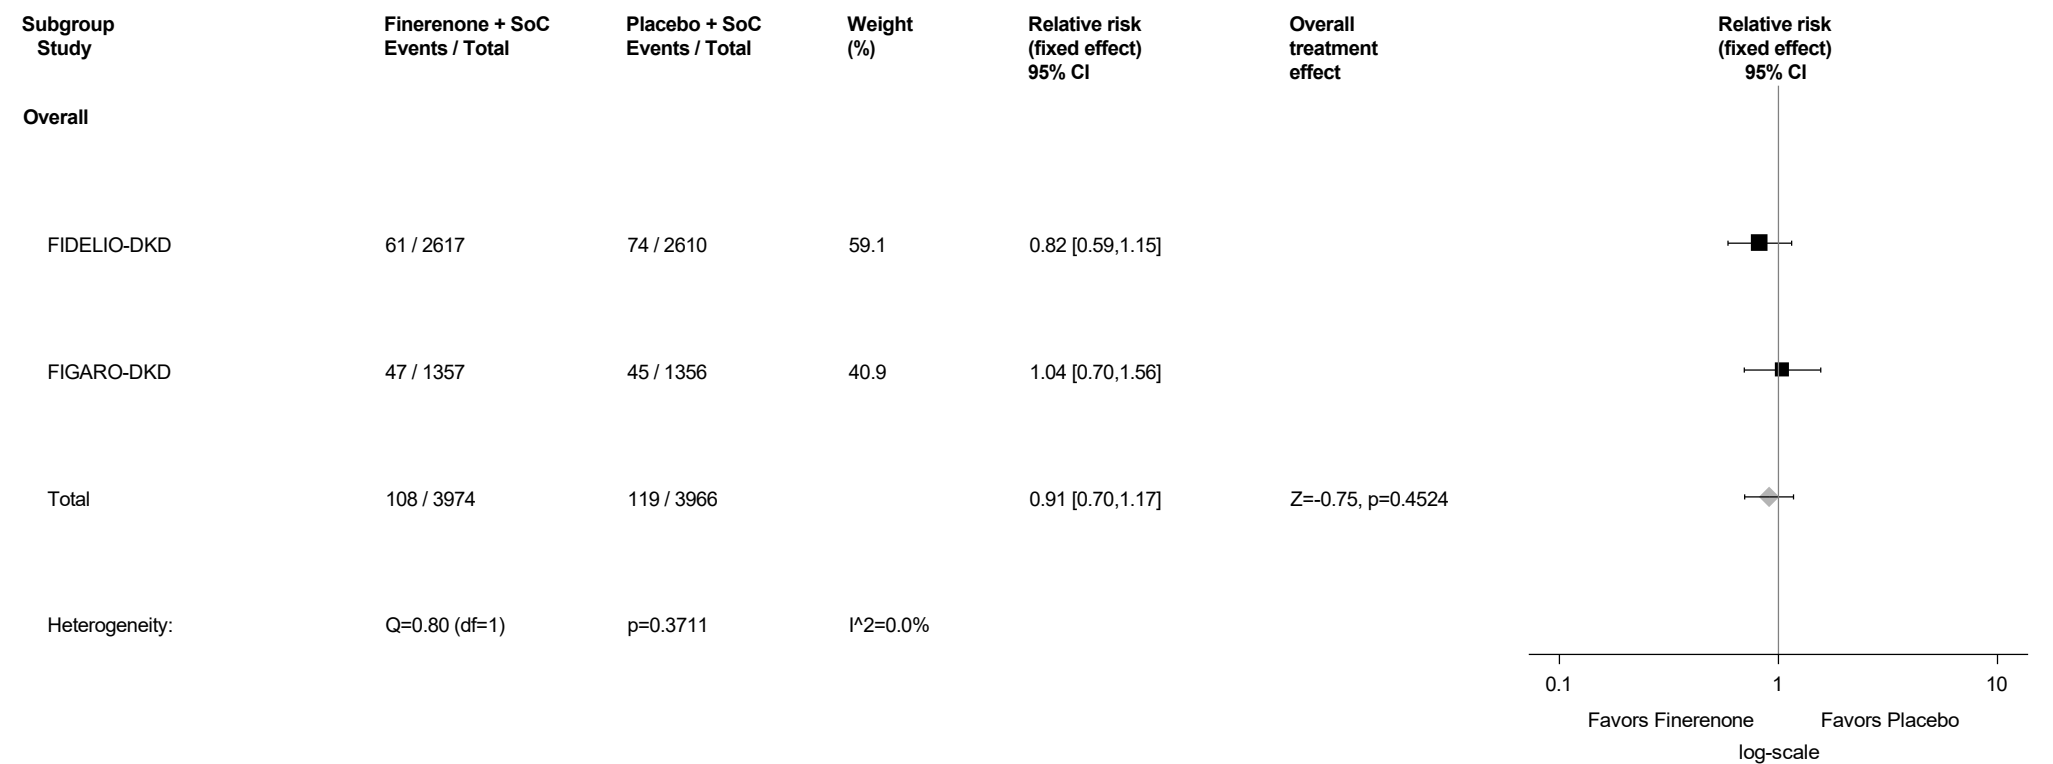 Subgroup Finerenone + SoC Placebo + SoC Weight Relative risk Overall Relative risk
Study Events / Total Events / Total (%) (fixed effect) treatment (fixed effect)
95% CI effect 95% CI
Overall
FIDELIO-DKD 61 / 2617 74 / 2610 59.1 0.82 [0.59,1.15]
FIGARO-DKD 47 / 1357 45 / 1356 40.9 1.04 [0.70,1.56]
Total 108 / 3974 119 / 3966 0.91 [0.70,1.17] Z=-0.75, p=0.4524
Heterogeneity: Q=0.80 (df=1) p=0.3711 I^2=0.0%
0.1 1 10
Favors Finerenone Favors Placebo
log-scale